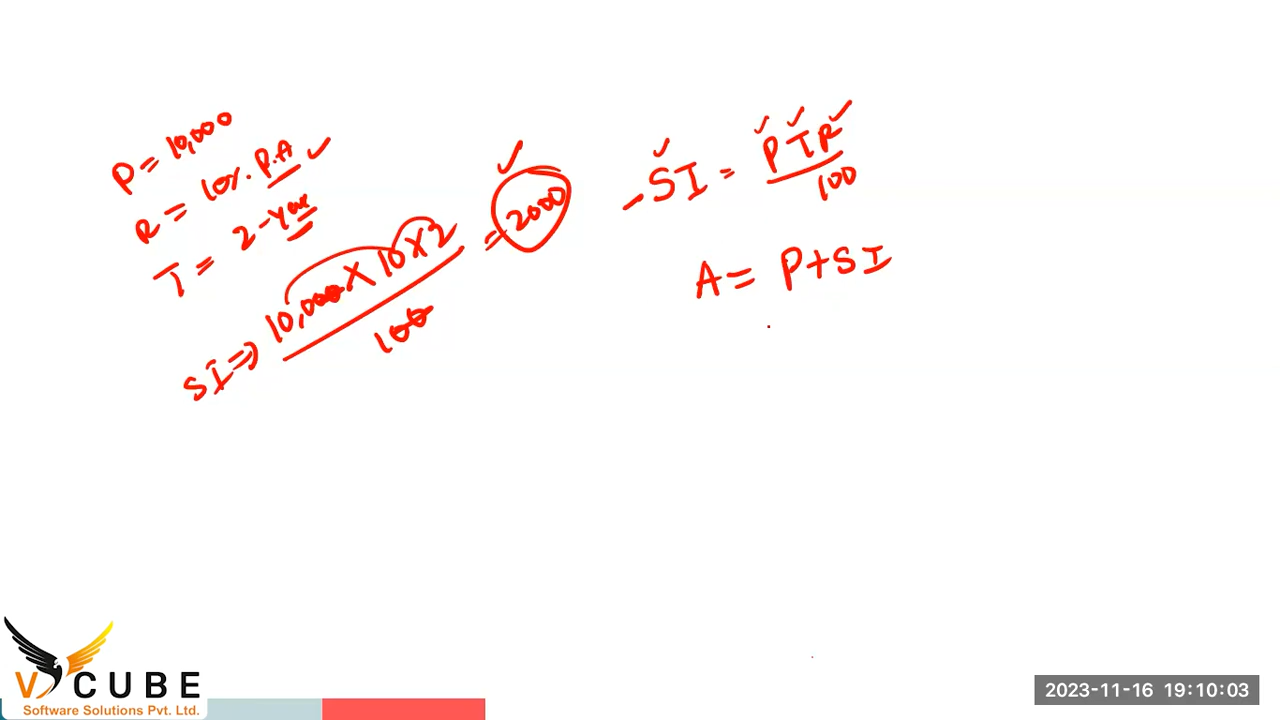 P = 10,000
R = 10%. P.A
T = 2-year
SI ⇒ 10,000 X 10 X 2 = 2000
100
SI = PTR
100
A = P+SI
V CUBE
Software Solutions Pvt. Ltd.
2023-11-16 19:10:03